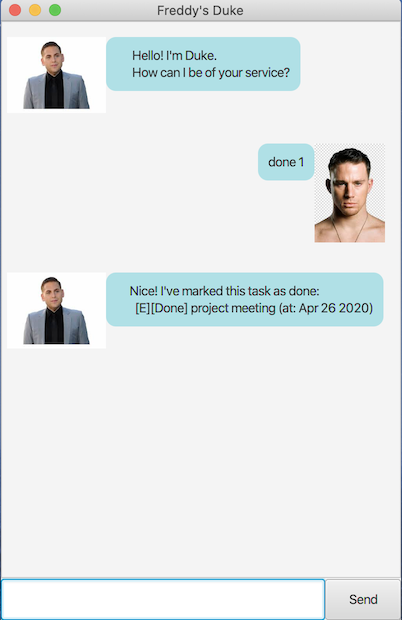 Freddy's Duke
Hello! I'm Duke.
How can I be of your service?
done 1
Nice! I've marked this task as done:
[E][Done] project meeting (at: Apr 26 2020)
Send